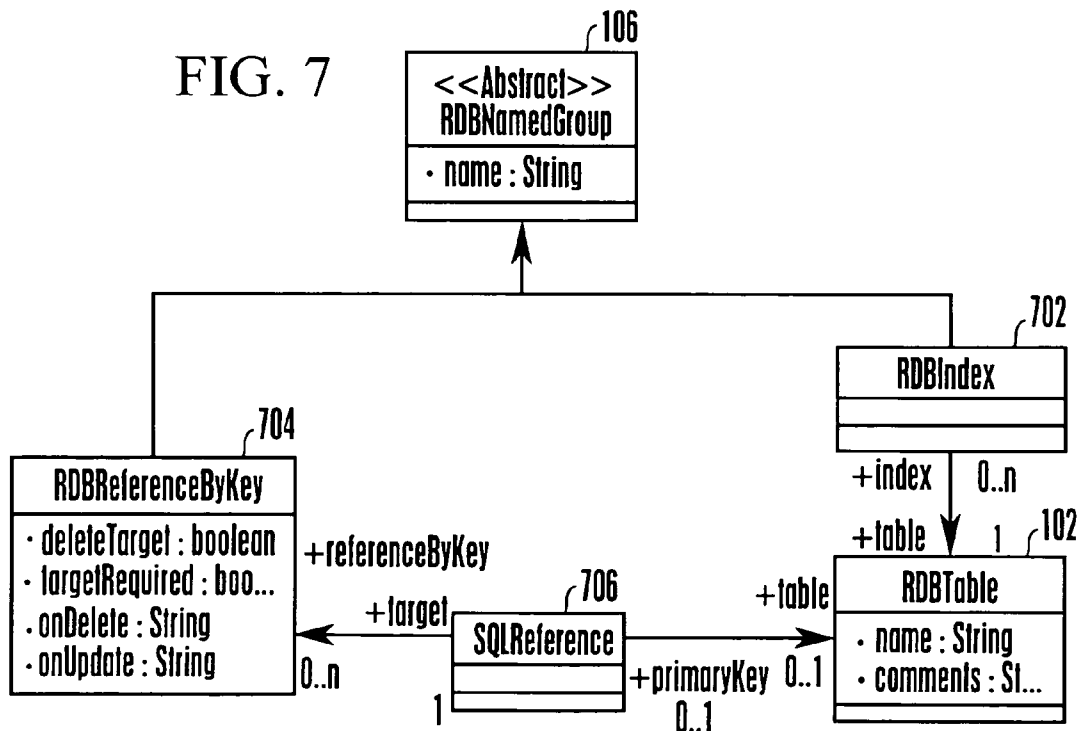 FIG. 7
106
<<Abstract>>
RDBNamedGroup
· name : String
702
RDBIndex
+index
0..n
+table
1
102
RDBTable
· name : String
· comments : St...
704
RDBReferenceByKey
· deleteTarget : boolean
· targetRequired : boo...
· onDelete : String
· onUpdate : String
+referenceByKey
0..n
+target
1
706
SQLReference
+table
0..1
+primaryKey
0..1